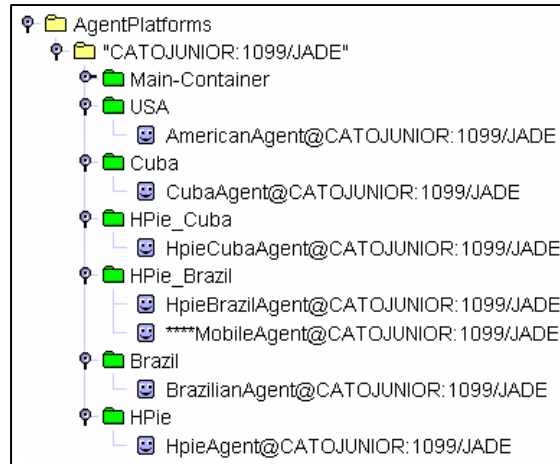 AgentPlatforms
"CATOJUNIOR:1099/JADE"
Main-Container
USA
AmericanAgent@CATOJUNIOR:1099/JADE
Cuba
CubaAgent@CATOJUNIOR:1099/JADE
HPie_Cuba
HpieCubaAgent@CATOJUNIOR:1099/JADE
HPie_Brazil
HpieBrazilAgent@CATOJUNIOR:1099/JADE
****MobileAgent@CATOJUNIOR:1099/JADE
Brazil
BrazilianAgent@CATOJUNIOR:1099/JADE
HPie
HpieAgent@CATOJUNIOR:1099/JADE